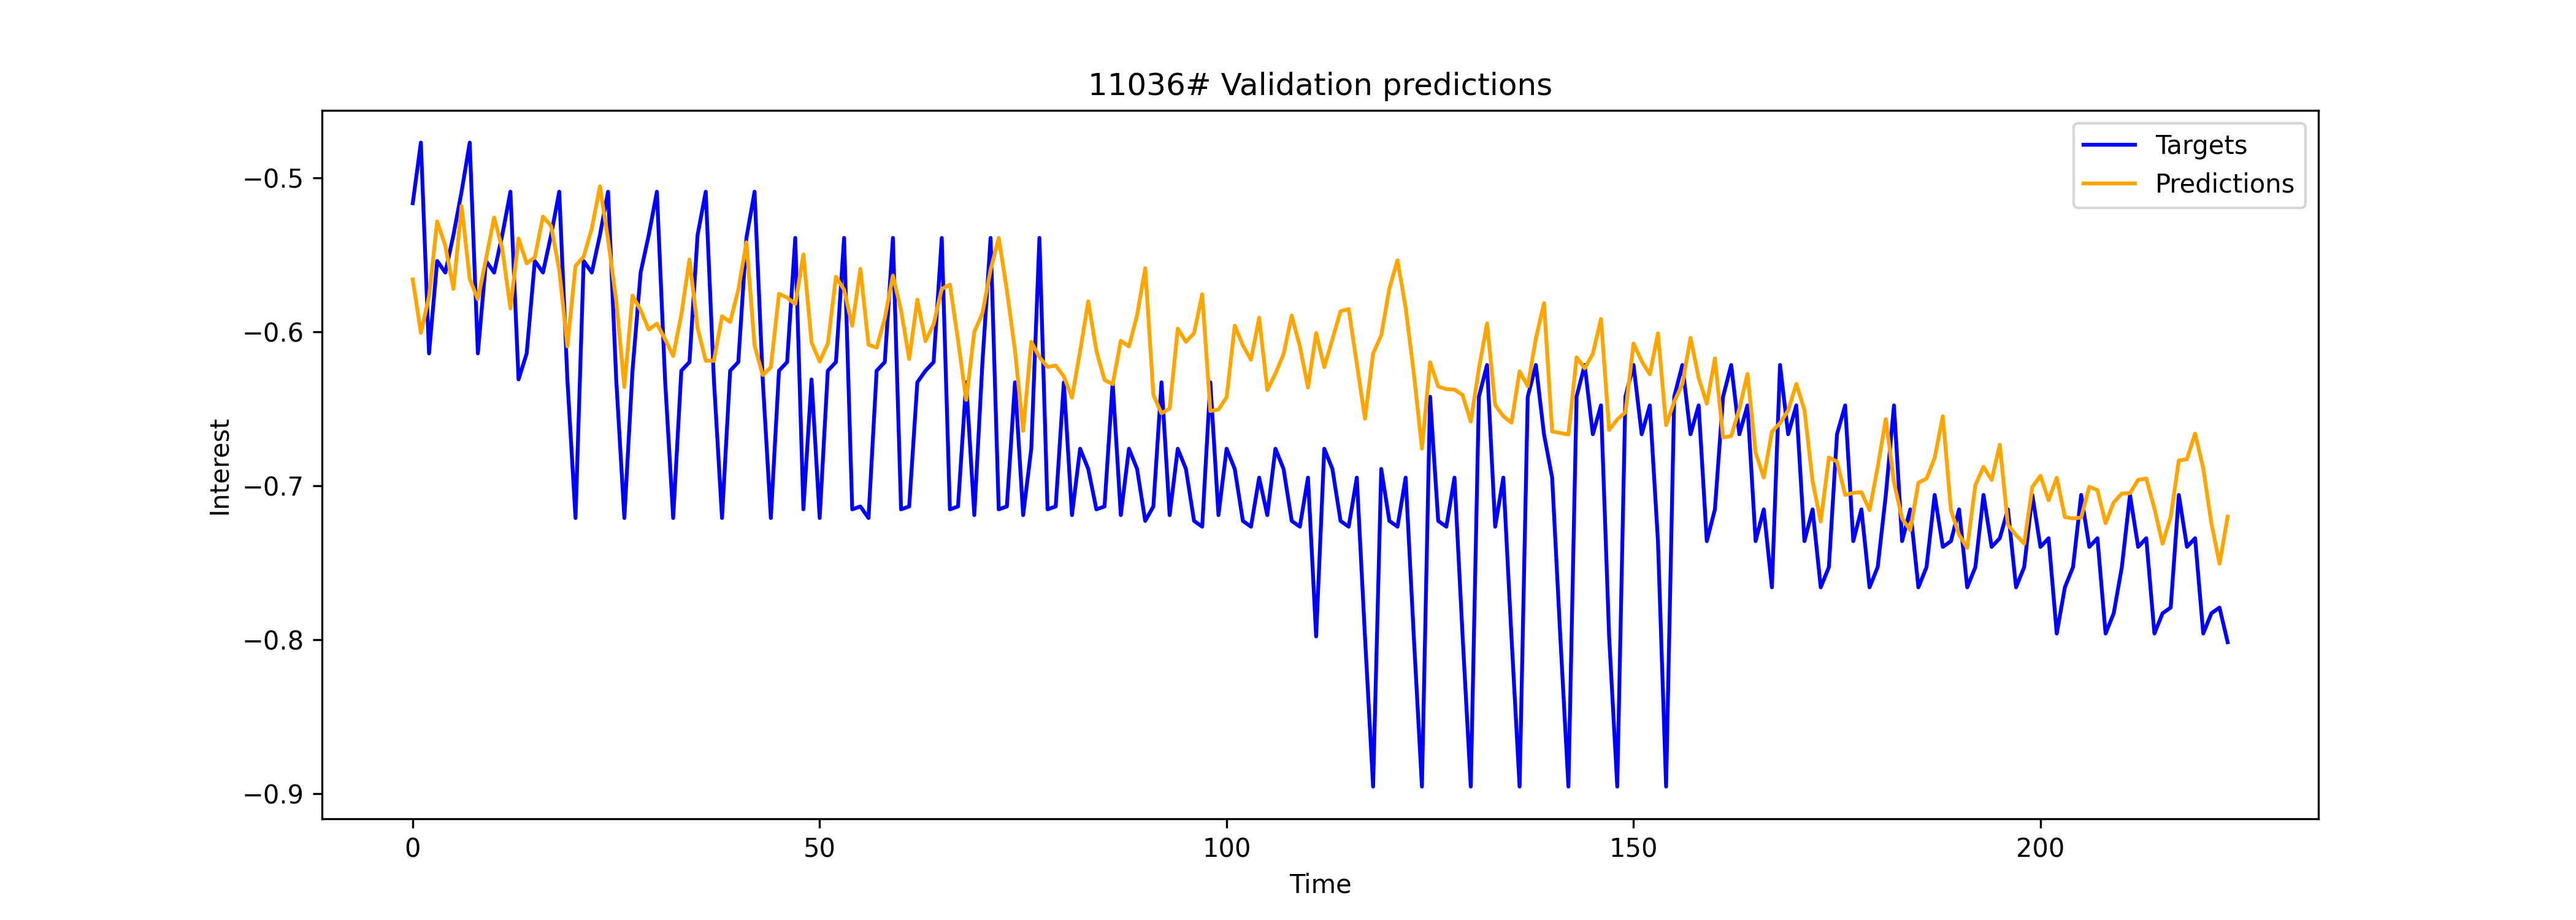 11036# Validation predictions
Targets
Predictions
Interest
−0.5
−0.6
−0.7
−0.8
−0.9
0
50
100
150
200
Time